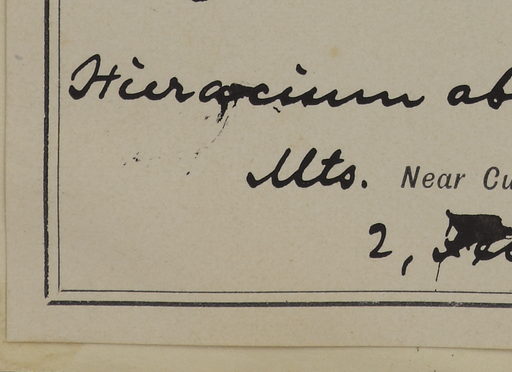 Hieracium ab
Mts. Near Cu
2,